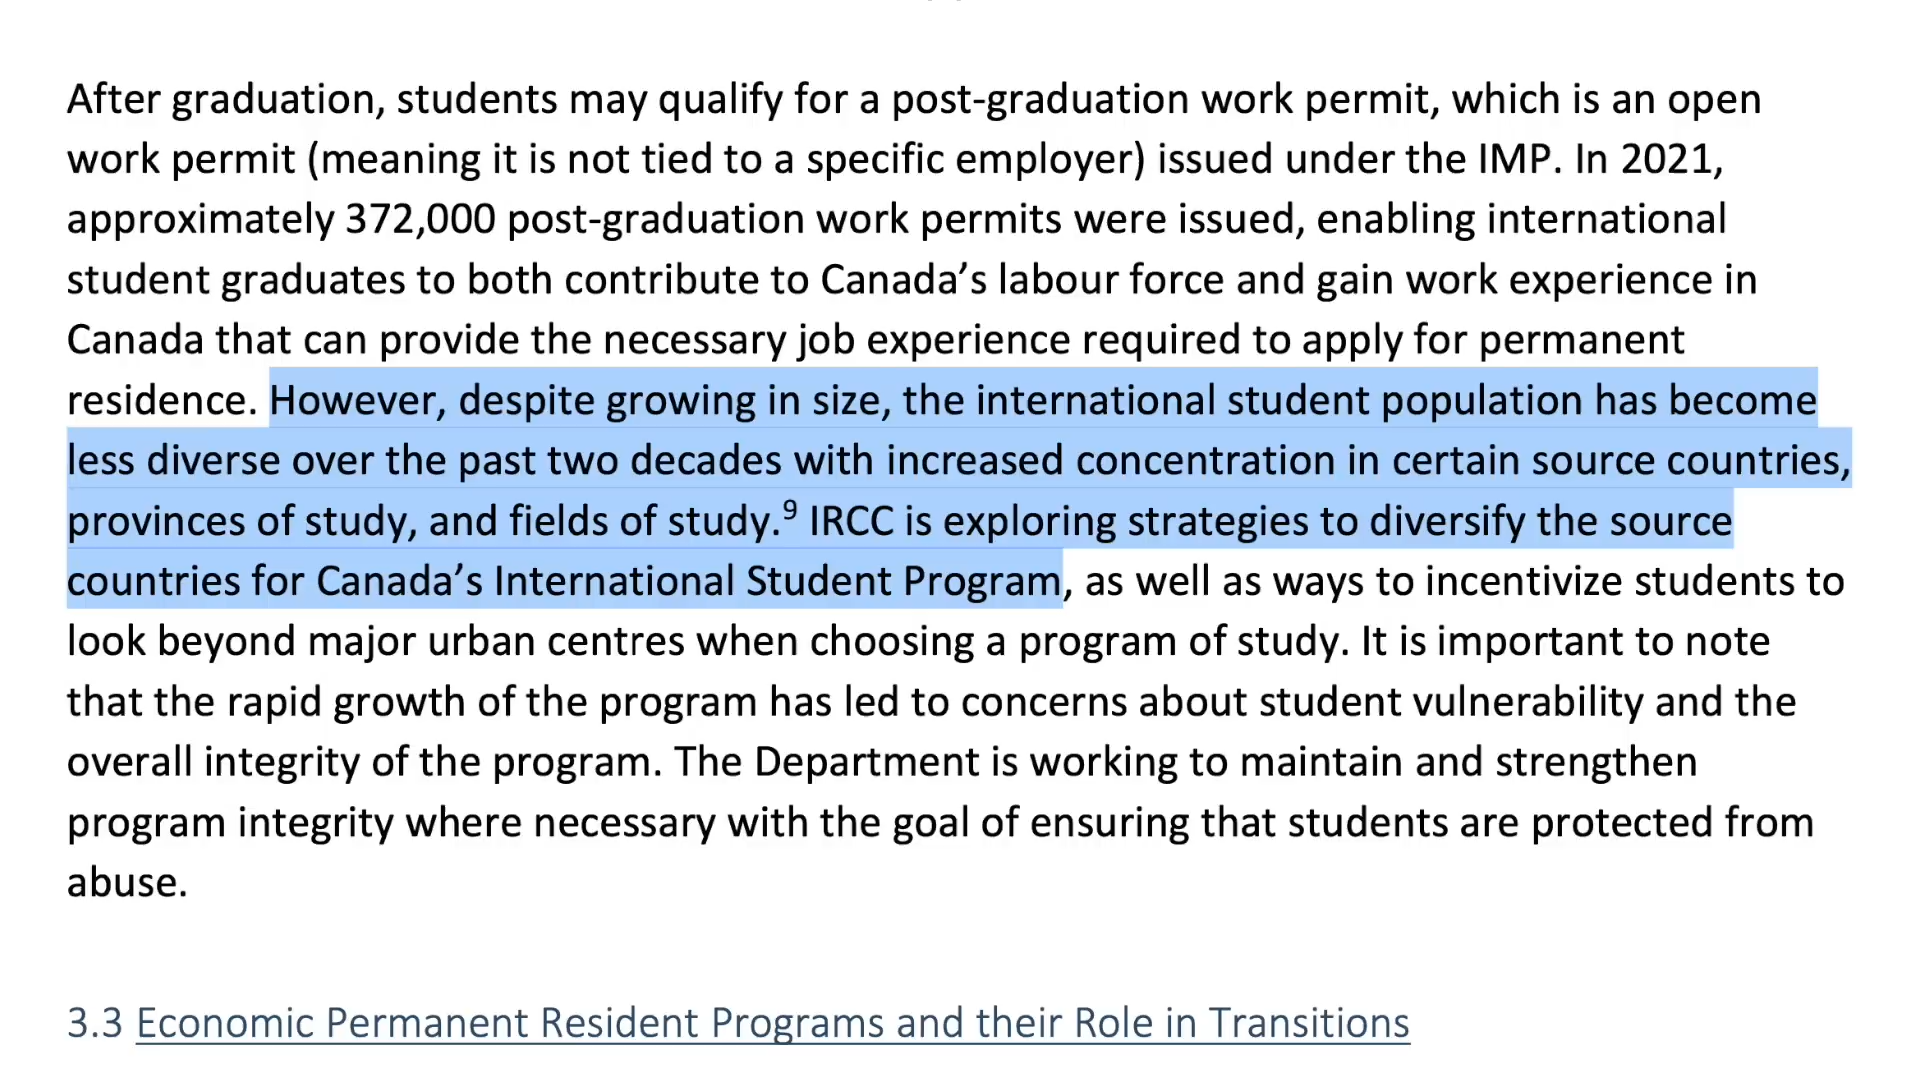 After graduation, students may qualify for a post-graduation work permit, which is an open
work permit (meaning it is not tied to a specific employer) issued under the IMP. In 2021,
approximately 372,000 post-graduation work permits were issued, enabling international
student graduates to both contribute to Canada’s labour force and gain work experience in
Canada that can provide the necessary job experience required to apply for permanent
residence. However, despite growing in size, the international student population has become
less diverse over the past two decades with increased concentration in certain source countries,
provinces of study, and fields of study.⁹ IRCC is exploring strategies to diversify the source
countries for Canada’s International Student Program, as well as ways to incentivize students to
look beyond major urban centres when choosing a program of study. It is important to note
that the rapid growth of the program has led to concerns about student vulnerability and the
overall integrity of the program. The Department is working to maintain and strengthen
program integrity where necessary with the goal of ensuring that students are protected from
abuse.
3.3 Economic Permanent Resident Programs and their Role in Transitions